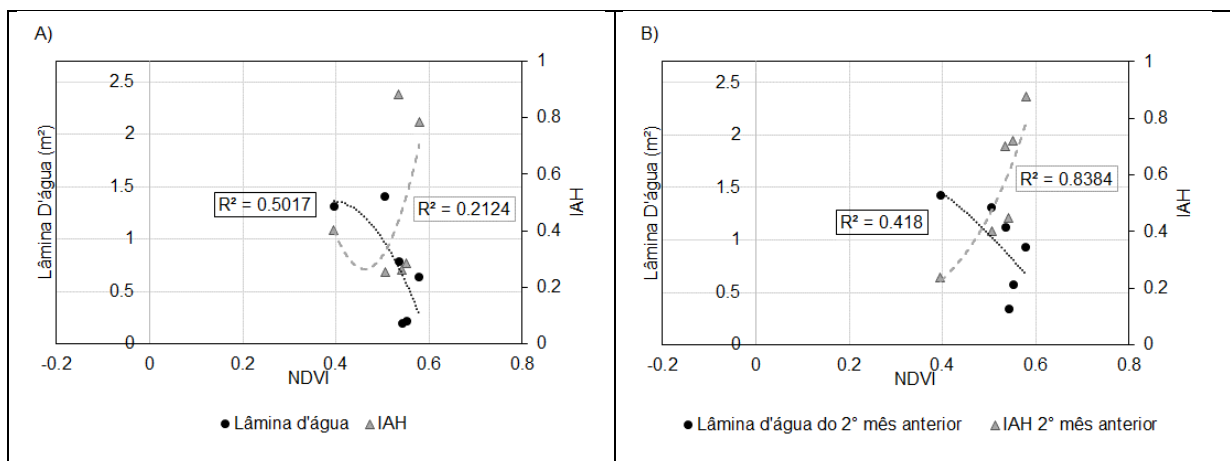 A)
2.5
2
1.5
1
0.5
0
1
0.8
0.6
0.4
0.2
0
-0.2
0
0.2
0.4
0.6
0.8
Lâmina D'água (m²)
IAH
NDVI
R² = 0.5017
R² = 0.2124
Lâmina d'água
IAH
B)
2.5
2
1.5
1
0.5
0
1
0.8
0.6
0.4
0.2
0
-0.2
0
0.2
0.4
0.6
0.8
Lâmina D'água (m²)
IAH
NDVI
R² = 0.8384
R² = 0.418
Lâmina d'água do 2° mês anterior
IAH 2° mês anterior